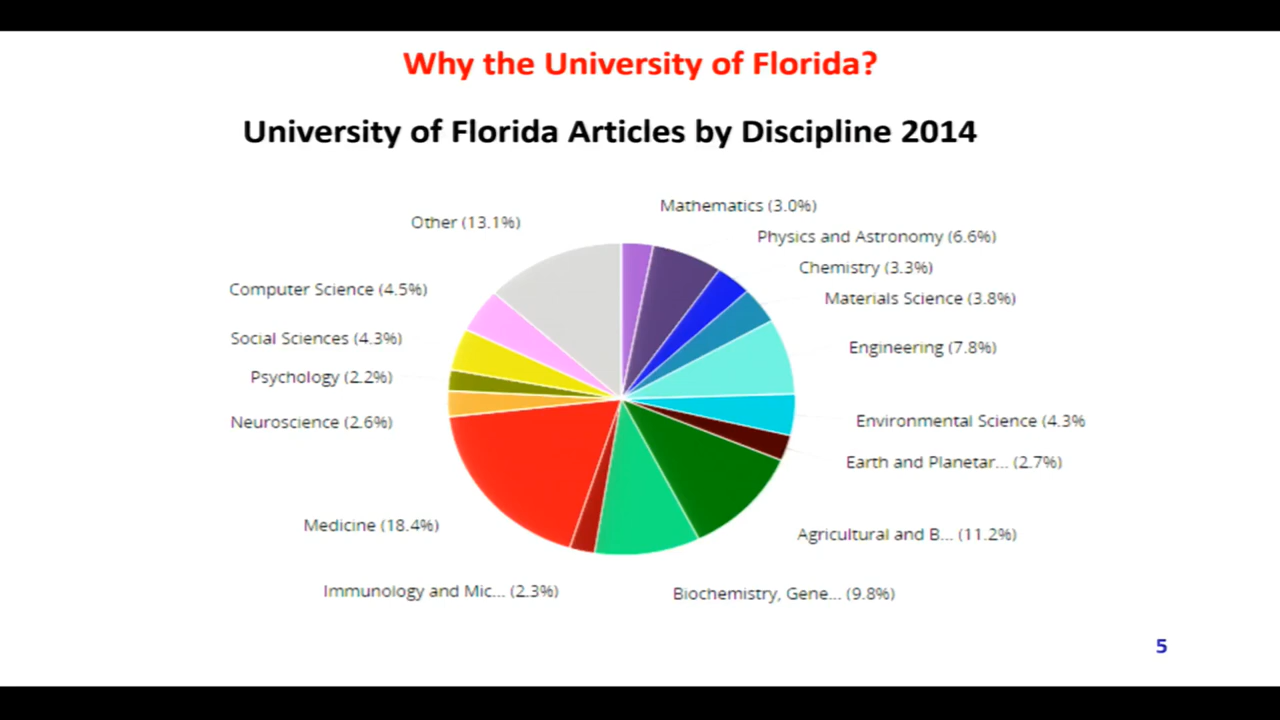 Why the University of Florida?
University of Florida Articles by Discipline 2014
Mathematics (3.0%)
Other (13.1%)
Physics and Astronomy (6.6%)
Chemistry (3.3%)
Computer Science (4.5%)
Materials Science (3.8%)
Social Sciences (4.3%)
Engineering (7.8%)
Psychology (2.2%)
Neuroscience (2.6%)
Environmental Science (4.3%
Earth and Planetar... (2.7%)
Medicine (18.4%)
Agricultural and B... (11.2%)
Immunology and Mic... (2.3%)
Biochemistry, Gene... (9.8%)
5